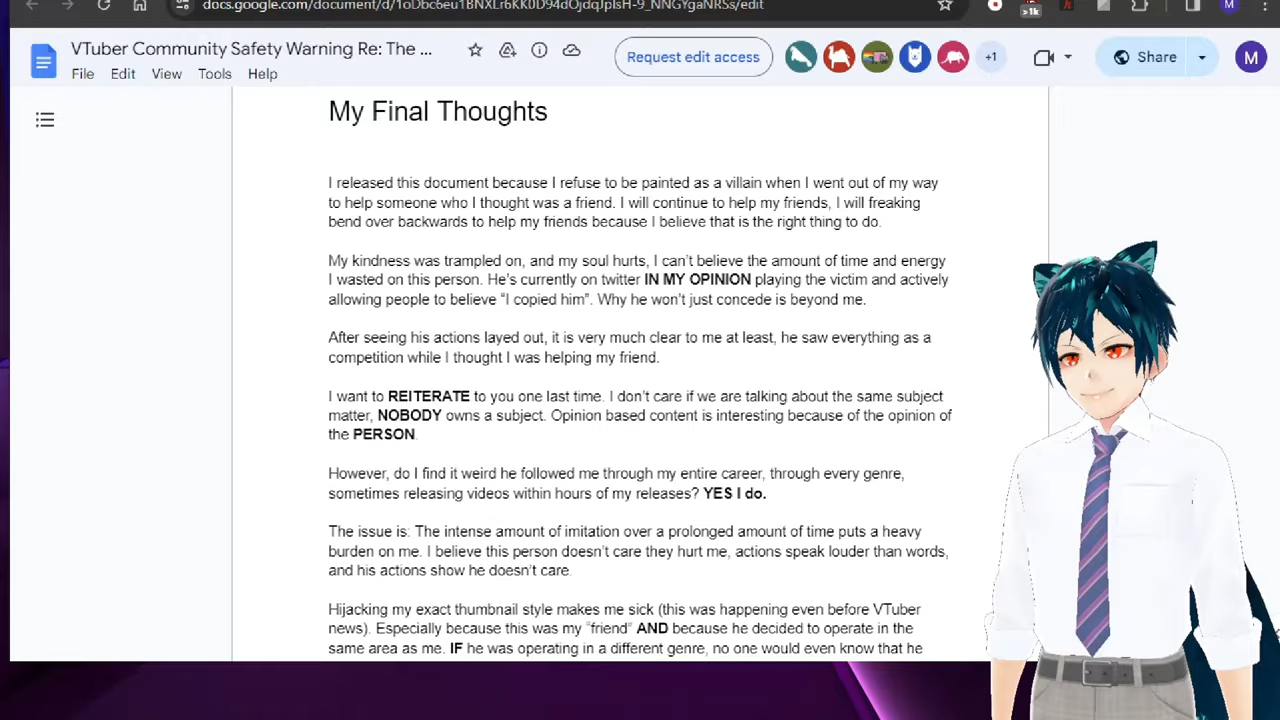 VTuber Community Safety Warning Re: The ...
File Edit View Tools Help
Request edit access
+1
Share
M
>1k
My Final Thoughts
I released this document because I refuse to be painted as a villain when I went out of my way
to help someone who I thought was a friend. I will continue to help my friends, I will freaking
bend over backwards to help my friends because I believe that is the right thing to do.
My kindness was trampled on, and my soul hurts, I can't believe the amount of time and energy
I wasted on this person. He's currently on twitter IN MY OPINION playing the victim and actively
allowing people to believe “I copied him”. Why he won't just concede is beyond me.
After seeing his actions layed out, it is very much clear to me at least, he saw everything as a
competition while I thought I was helping my friend.
I want to REITERATE to you one last time. I don't care if we are talking about the same subject
matter, NOBODY owns a subject. Opinion based content is interesting because of the opinion of
the PERSON.
However, do I find it weird he followed me through my entire career, through every genre,
sometimes releasing videos within hours of my releases? YES I do.
The issue is: The intense amount of imitation over a prolonged amount of time puts a heavy
burden on me. I believe this person doesn't care they hurt me, actions speak louder than words,
and his actions show he doesn't care.
Hijacking my exact thumbnail style makes me sick (this was happening even before VTuber
news). Especially because this was my “friend” AND because he decided to operate in the
same area as me. IF he was operating in a different genre, no one would even know that he